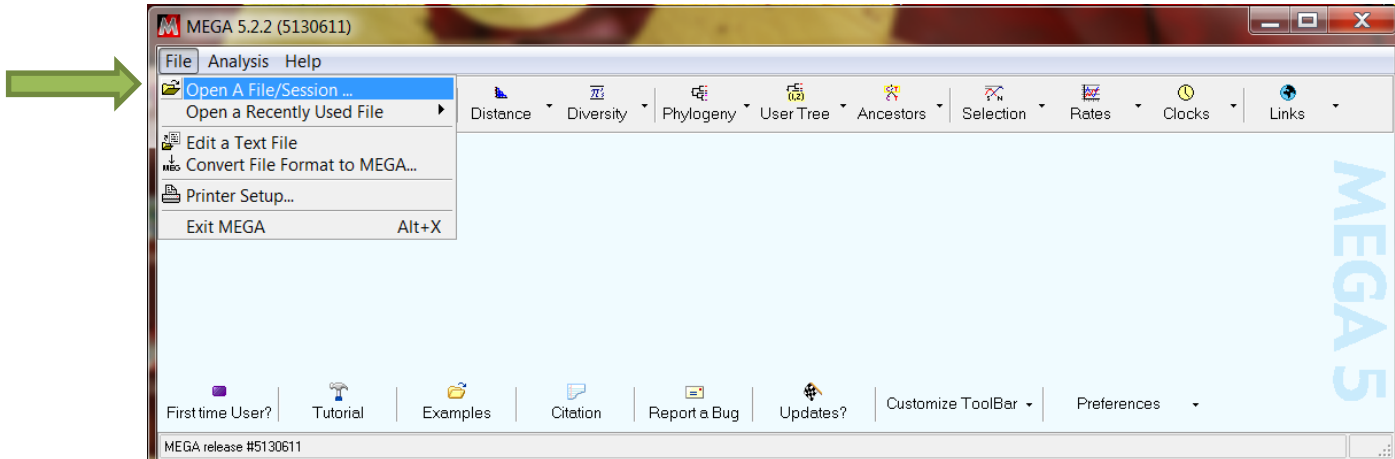 MEGA 5.2.2 (5130611)
File Analysis Help
Open A File/Session ...
Open a Recently Used File
Edit a Text File
Convert File Format to MEGA...
Printer Setup...
Exit MEGA Alt+X
Distance Diversity Phylogeny User Tree Ancestors Selection Rates Clocks Links
MEGA 5
First time User? Tutorial Examples Citation Report a Bug Updates? Customize ToolBar Preferences
MEGA release #5130611